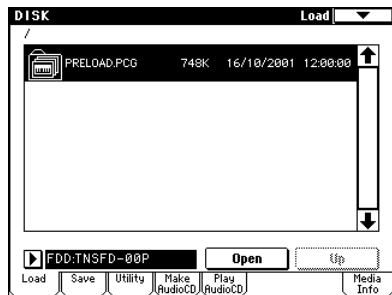 DISK Load
/
PRELOAD.PCG 748K 16/10/2001 12:00:00
FDD:TNSFD-00P Open Up
Load Save Utility Make AudioCD Play AudioCD Media Info